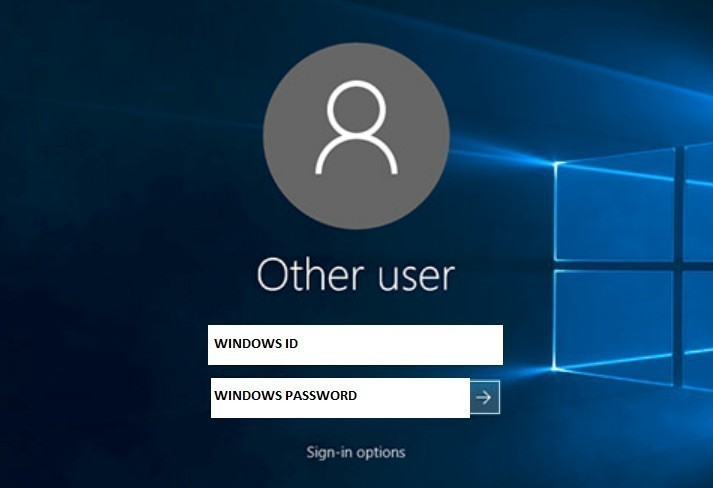 Other user
WINDOWS ID
WINDOWS PASSWORD
Sign-in options